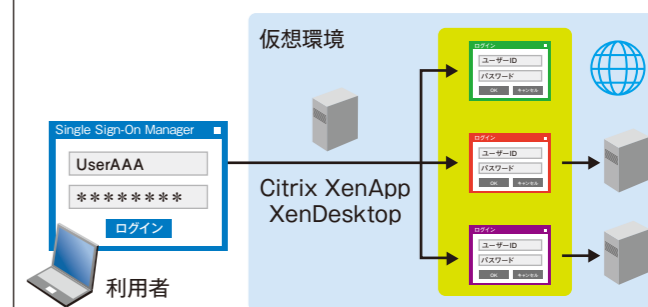 仮想環境
Single Sign-On Manager
UserAAA
********
ログイン
利用者
Citrix XenApp
XenDesktop
ログイン
ユーザーID
パスワード
OK キャンセル
ログイン
ユーザーID
パスワード
OK キャンセル
ログイン
ユーザーID
パスワード
OK キャンセル